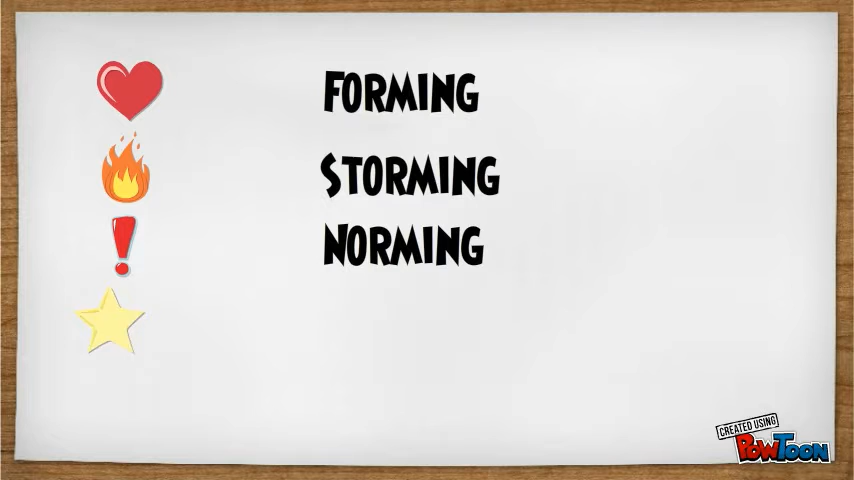 FORMING
STORMING
NORMING
CREATED USING
POWTOON